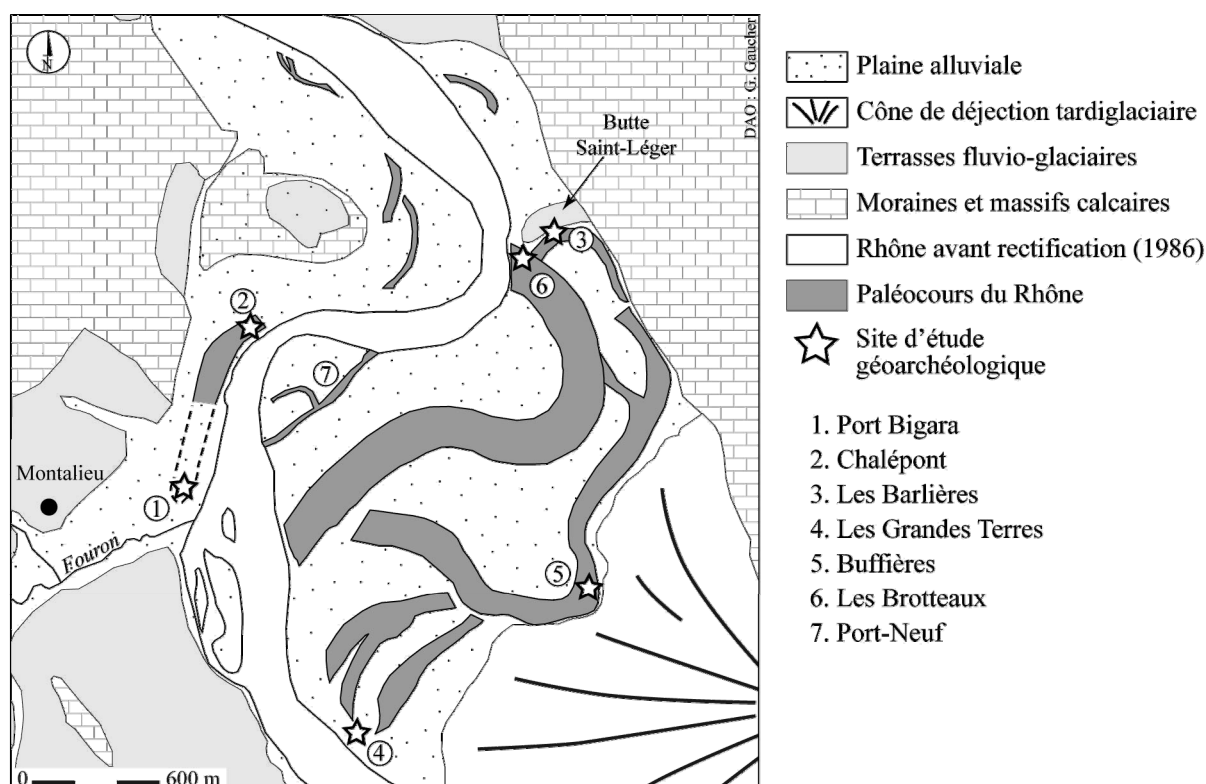 N
DAO : G. Gaucher
Butte
Saint-Léger
3
6
2
7
Montalieu
1
Fouron
5
4
0 600 m
Plaine alluviale
Cône de déjection tardiglaciaire
Terrasses fluvio-glaciaires
Moraines et massifs calcaires
Rhône avant rectification (1986)
Paléocours du Rhône
Site d'étude
géoarchéologique
1. Port Bigara
2. Chalépont
3. Les Barlières
4. Les Grandes Terres
5. Buffières
6. Les Brotteaux
7. Port-Neuf